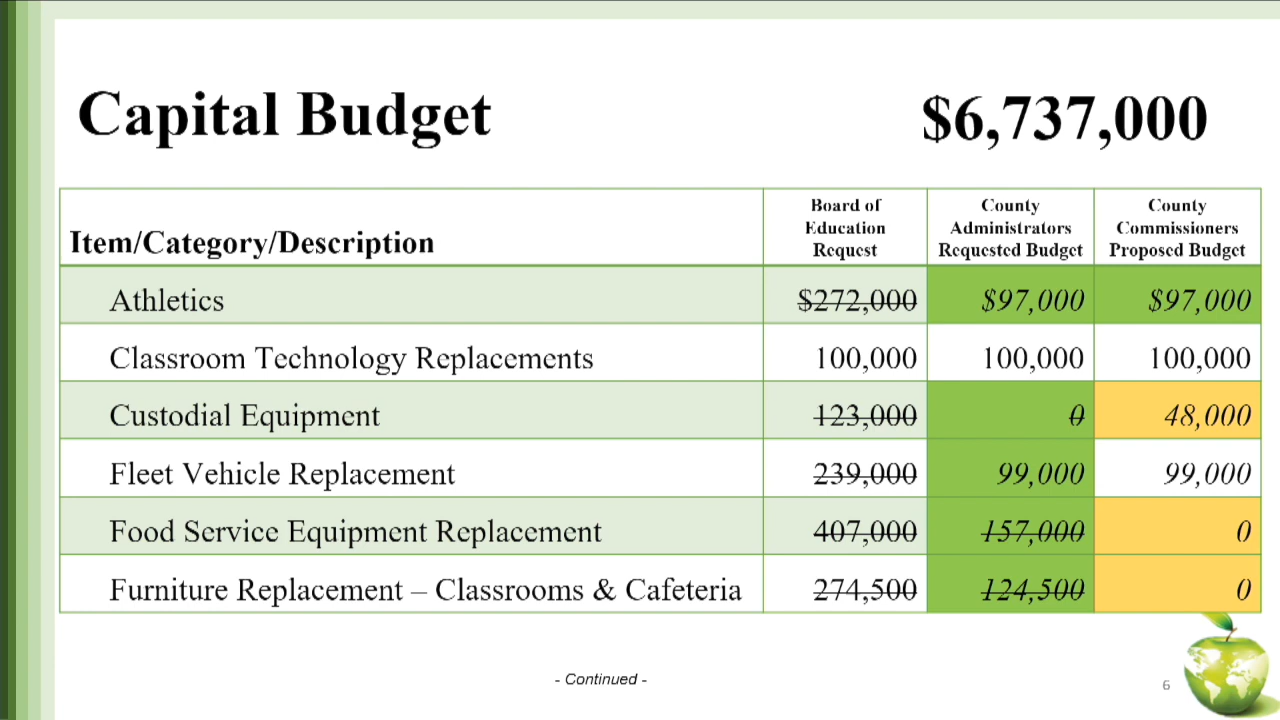 Capital Budget $6,737,000
Item/Category/Description Board of Education Request County Administrators Requested Budget County Commissioners Proposed Budget
Athletics $272,000 $97,000 $97,000
Classroom Technology Replacements 100,000 100,000 100,000
Custodial Equipment 123,000 0 48,000
Fleet Vehicle Replacement 239,000 99,000 99,000
Food Service Equipment Replacement 407,000 157,000 0
Furniture Replacement – Classrooms & Cafeteria 274,500 124,500 0
- Continued -
6